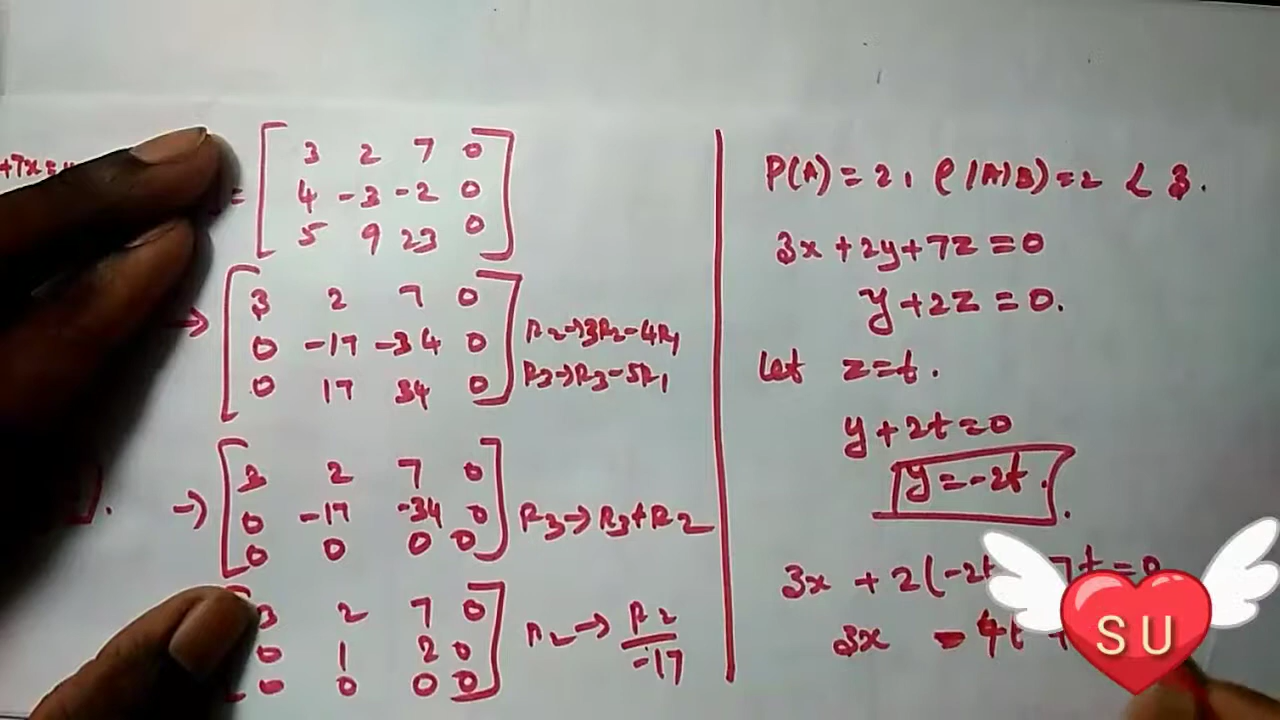 = [ 3 2 7 0
4 -3 -2 0
5 9 23 0 ]
→ [ 3 2 7 0
0 -17 -34 0
0 17 34 0 ]
R2→3R2-4R1
R3→R3-5R1
→ [ 3 2 7 0
0 -17 -34 0
0 0 0 0 ] R3→R3+R2
3 2 7 0
0 1 2 0
0 0 0 0 ] R2→ R2/-17
P(A)=2, ρ(A|B)=2 < 3.
3x+2y+7z=0
y+2z=0.
Let z=t.
y+2t=0
y=-2t.
3x + 2(-2t 7t=0
3x - 4t
SU